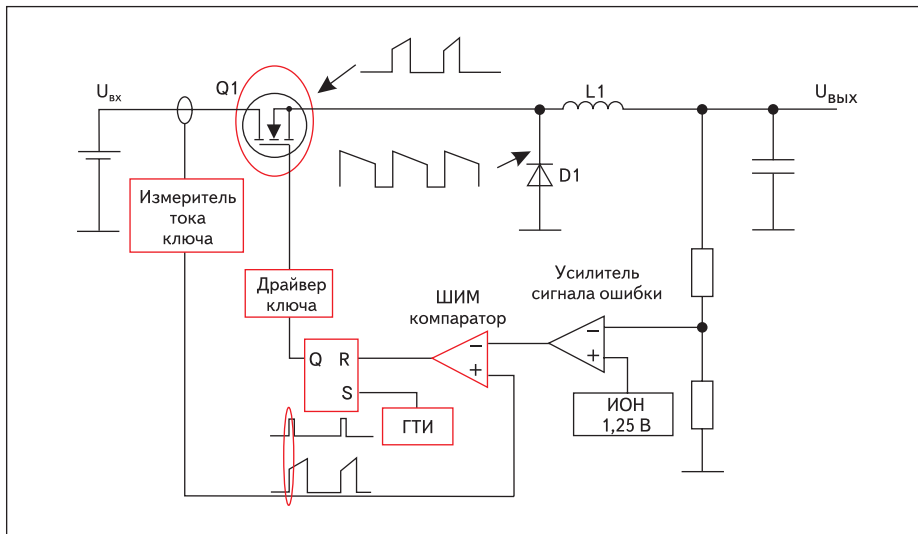 Uвх
Q1
L1
Uвых
D1
Измеритель
тока
ключа
Драйвер
ключа
ШИМ
компаратор
Усилитель
сигнала ошибки
−
+
−
+
Q
R
S
ГТИ
ИОН
1,25 В